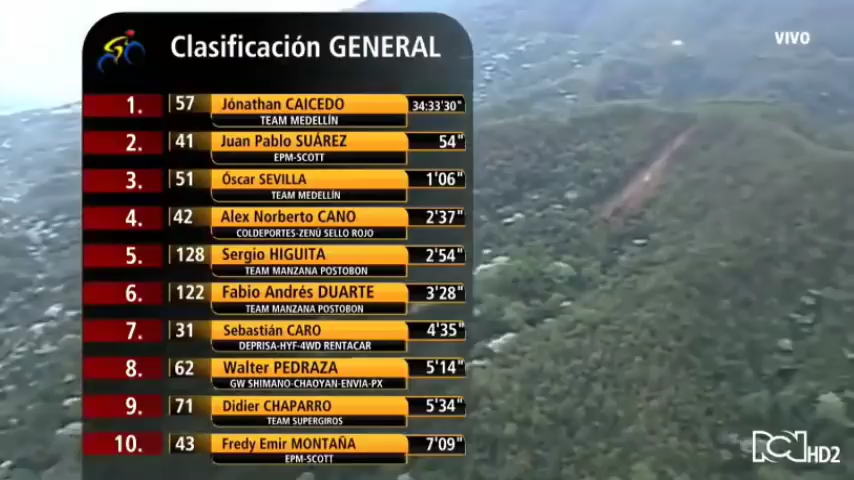 Clasificación GENERAL
VIVO
1. 57 Jónathan CAICEDO 34:33'30"
TEAM MEDELLÍN
2. 41 Juan Pablo SUÁREZ 54"
EPM-SCOTT
3. 51 Óscar SEVILLA 1'06"
TEAM MEDELLÍN
4. 42 Alex Norberto CANO 2'37"
COLDEPORTES-ZENÚ SELLO ROJO
5. 128 Sergio HIGUITA 2'54"
TEAM MANZANA POSTOBON
6. 122 Fabio Andrés DUARTE 3'28"
TEAM MANZANA POSTOBON
7. 31 Sebastián CARO 4'35"
DEPRISA-HYF-4WD RENTACAR
8. 62 Walter PEDRAZA 5'14"
GW SHIMANO-CHAOYAN-ENVIA-PX
9. 71 Didier CHAPARRO 5'34"
TEAM SUPERGIROS
10. 43 Fredy Emir MONTAÑA 7'09"
EPM-SCOTT
RCN HD2